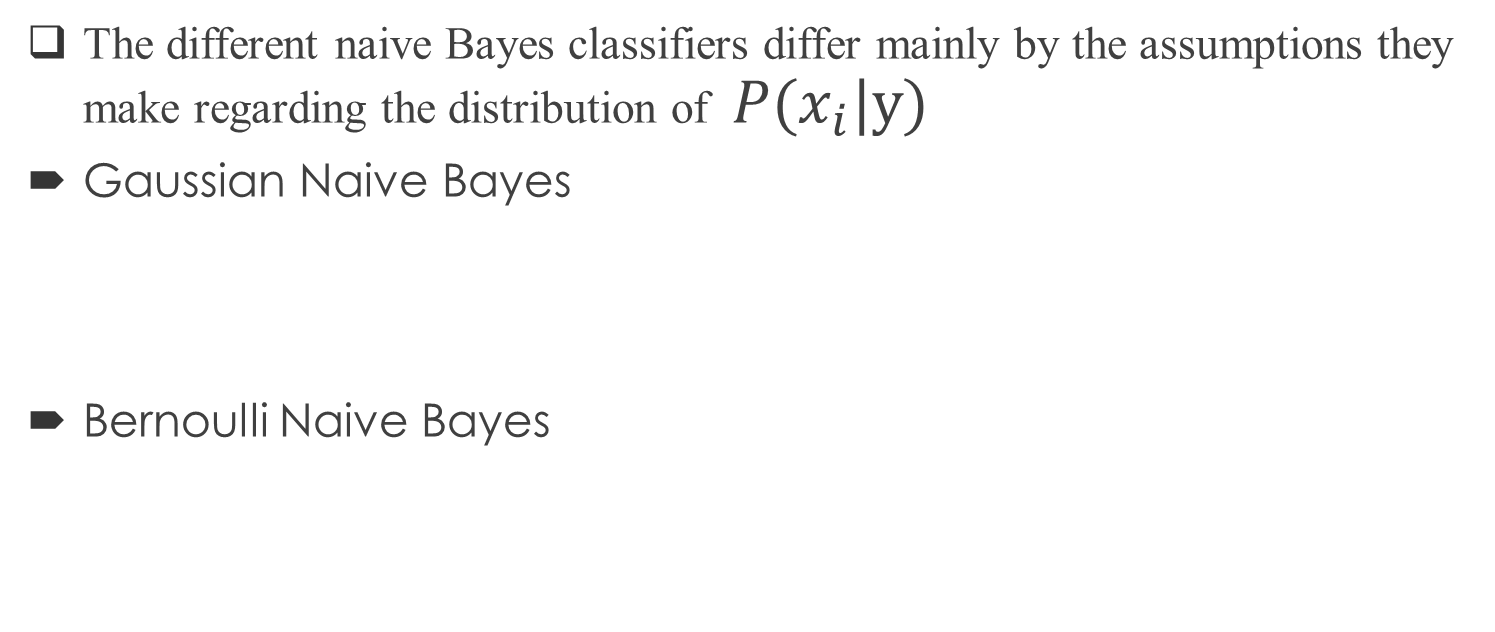 ❑ The different naive Bayes classifiers differ mainly by the assumptions they
make regarding the distribution of P(xᵢ|y)
Gaussian Naive Bayes
Bernoulli Naive Bayes